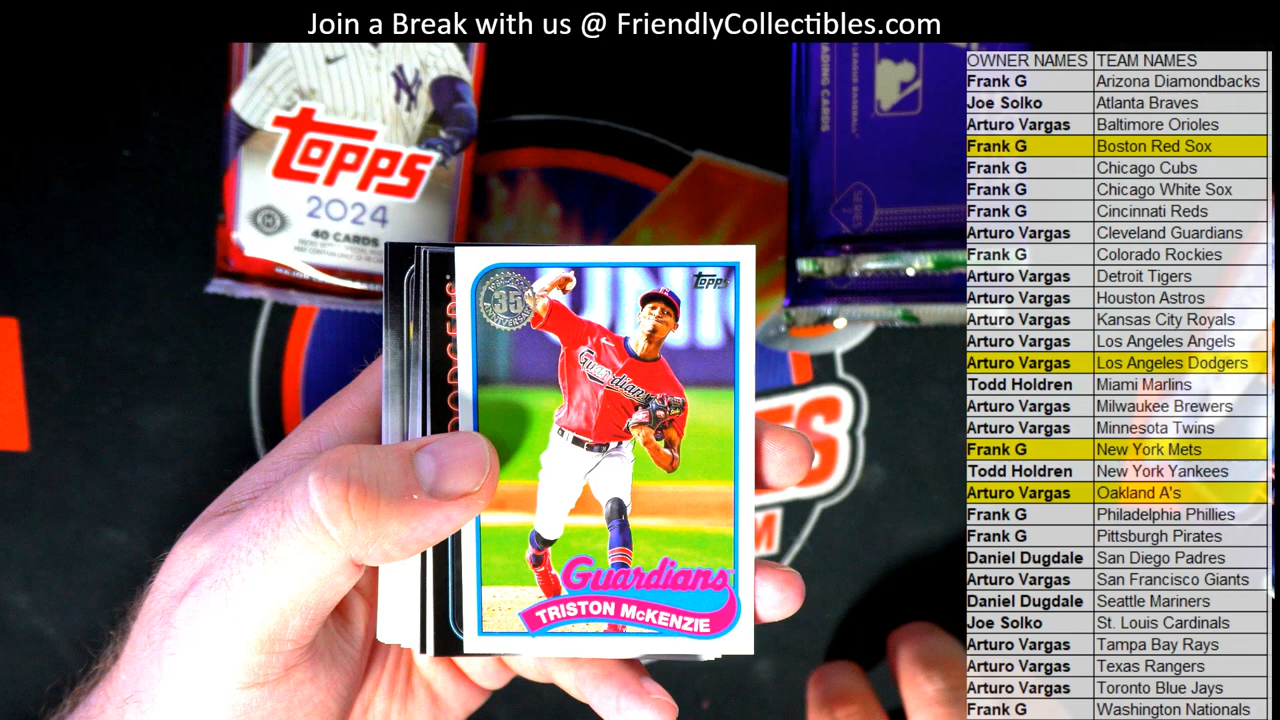 Join a Break with us @ FriendlyCollectibles.com
OWNER NAMES TEAM NAMES
Frank G Arizona Diamondbacks
Joe Solko Atlanta Braves
Arturo Vargas Baltimore Orioles
Frank G Boston Red Sox
Frank G Chicago Cubs
Frank G Chicago White Sox
Frank G Cincinnati Reds
Arturo Vargas Cleveland Guardians
Frank G Colorado Rockies
Arturo Vargas Detroit Tigers
Arturo Vargas Houston Astros
Arturo Vargas Kansas City Royals
Arturo Vargas Los Angeles Angels
Arturo Vargas Los Angeles Dodgers
Todd Holdren Miami Marlins
Arturo Vargas Milwaukee Brewers
Arturo Vargas Minnesota Twins
Frank G New York Mets
Todd Holdren New York Yankees
Arturo Vargas Oakland A's
Frank G Philadelphia Phillies
Frank G Pittsburgh Pirates
Daniel Dugdale San Diego Padres
Arturo Vargas San Francisco Giants
Daniel Dugdale Seattle Mariners
Joe Solko St. Louis Cardinals
Arturo Vargas Tampa Bay Rays
Arturo Vargas Texas Rangers
Arturo Vargas Toronto Blue Jays
Frank G Washington Nationals
NY
Topps
2024
40 CARDS
SERIES
DODGERS
35
ANNIVERSARY
Topps
Guardians
Guardians
TRISTON McKENZIE